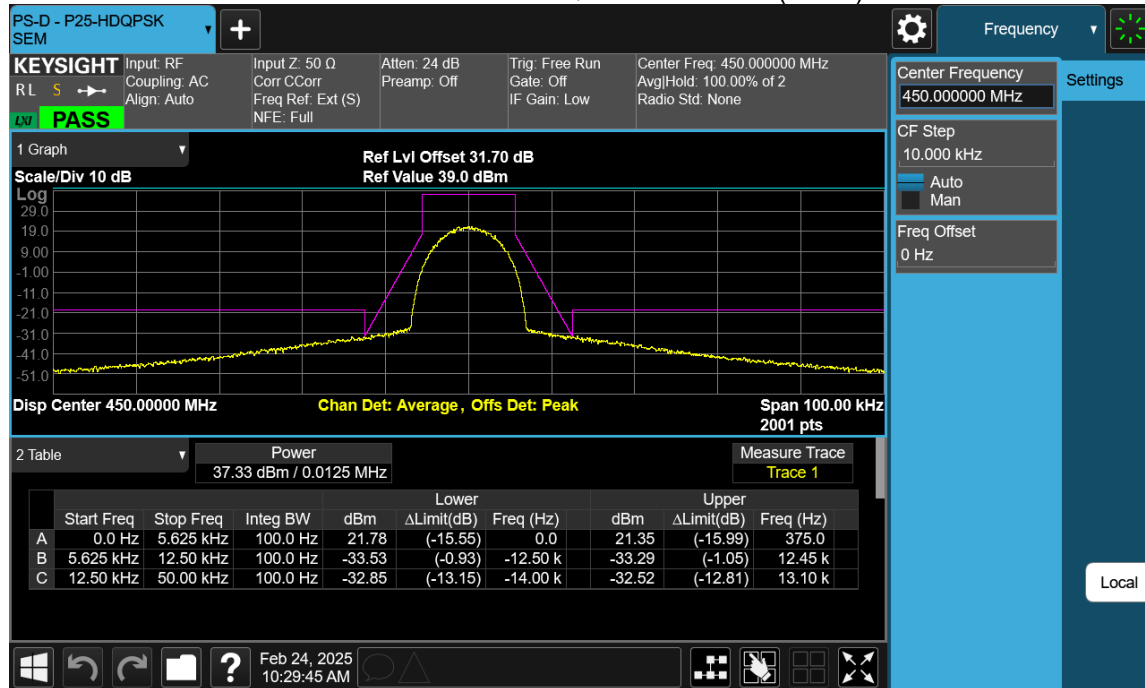 PS-D - P25-HDQPSK
SEM
Frequency
KEYSIGHT
Input: RF
Coupling: AC
Align: Auto
Input Z: 50 Ω
Corr CCorr
Freq Ref: Ext (S)
NFE: Full
Atten: 24 dB
Preamp: Off
Trig: Free Run
Gate: Off
IF Gain: Low
Center Freq: 450.000000 MHz
Avg|Hold: 100.00% of 2
Radio Std: None
R L S
LXI PASS
Center Frequency
450.000000 MHz
Settings
CF Step
10.000 kHz
Auto
Man
Freq Offset
0 Hz
1 Graph
Scale/Div 10 dB
Ref Lvl Offset 31.70 dB
Ref Value 39.0 dBm
Log
29.0
19.0
9.00
-1.00
-11.0
-21.0
-31.0
-41.0
-51.0
Disp Center 450.00000 MHz
Chan Det: Average, Offs Det: Peak
Span 100.00 kHz
2001 pts
2 Table
Power
37.33 dBm / 0.0125 MHz
Measure Trace
Trace 1
Lower Upper
Start Freq Stop Freq Integ BW dBm ΔLimit(dB) Freq (Hz) dBm ΔLimit(dB) Freq (Hz)
A 0.0 Hz 5.625 kHz 100.0 Hz 21.78 (-15.55) 0.0 21.35 (-15.99) 375.0
B 5.625 kHz 12.50 kHz 100.0 Hz -33.53 (-0.93) -12.50 k -33.29 (-1.05) 12.45 k
C 12.50 kHz 50.00 kHz 100.0 Hz -32.85 (-13.15) -14.00 k -32.52 (-12.81) 13.10 k
Local
?
Feb 24, 2025
10:29:45 AM